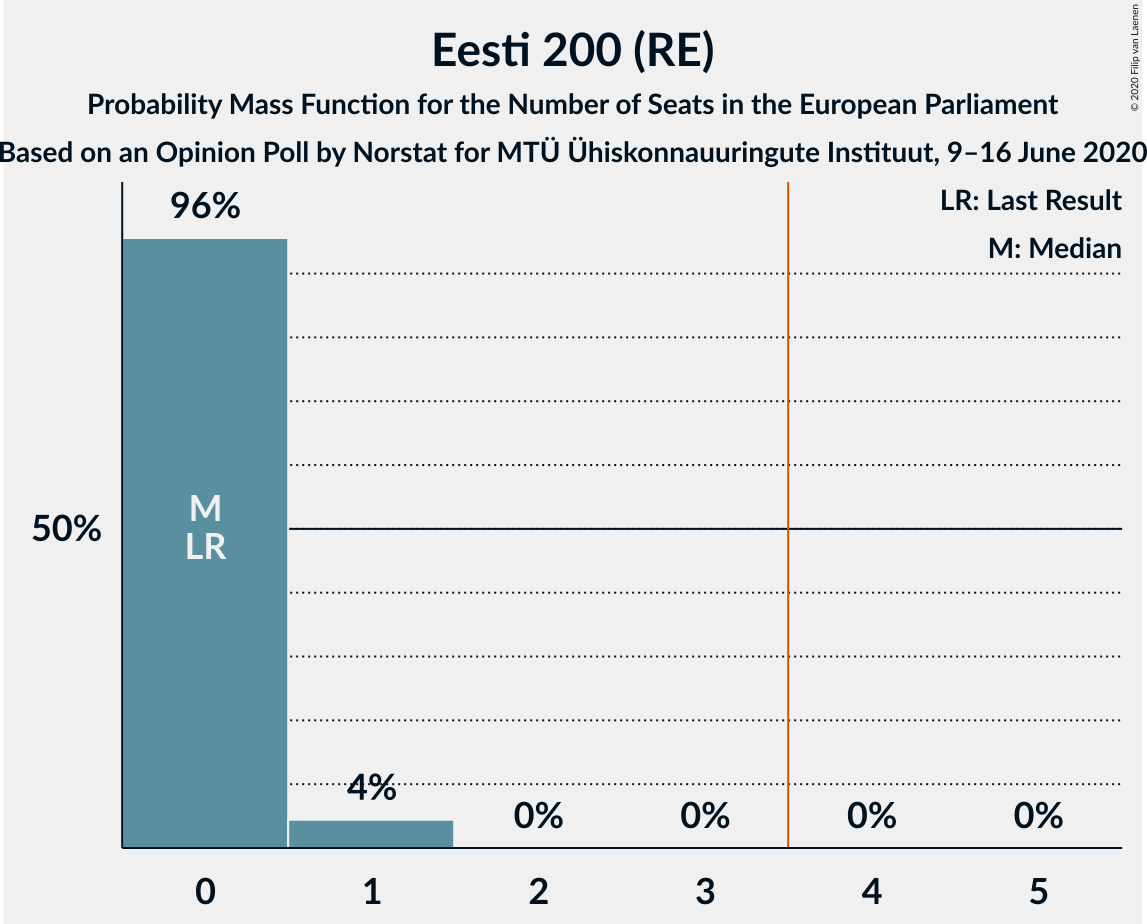 Eesti 200 (RE)
Probability Mass Function for the Number of Seats in the European Parliament
Based on an Opinion Poll by Norstat for MTÜ Ühiskonnauuringute Instituut, 9–16 June 2020
© 2020 Filip van Laenen
LR: Last Result
M: Median
96%
M
LR
50%
4%
0%
0%
0%
0%
0
1
2
3
4
5